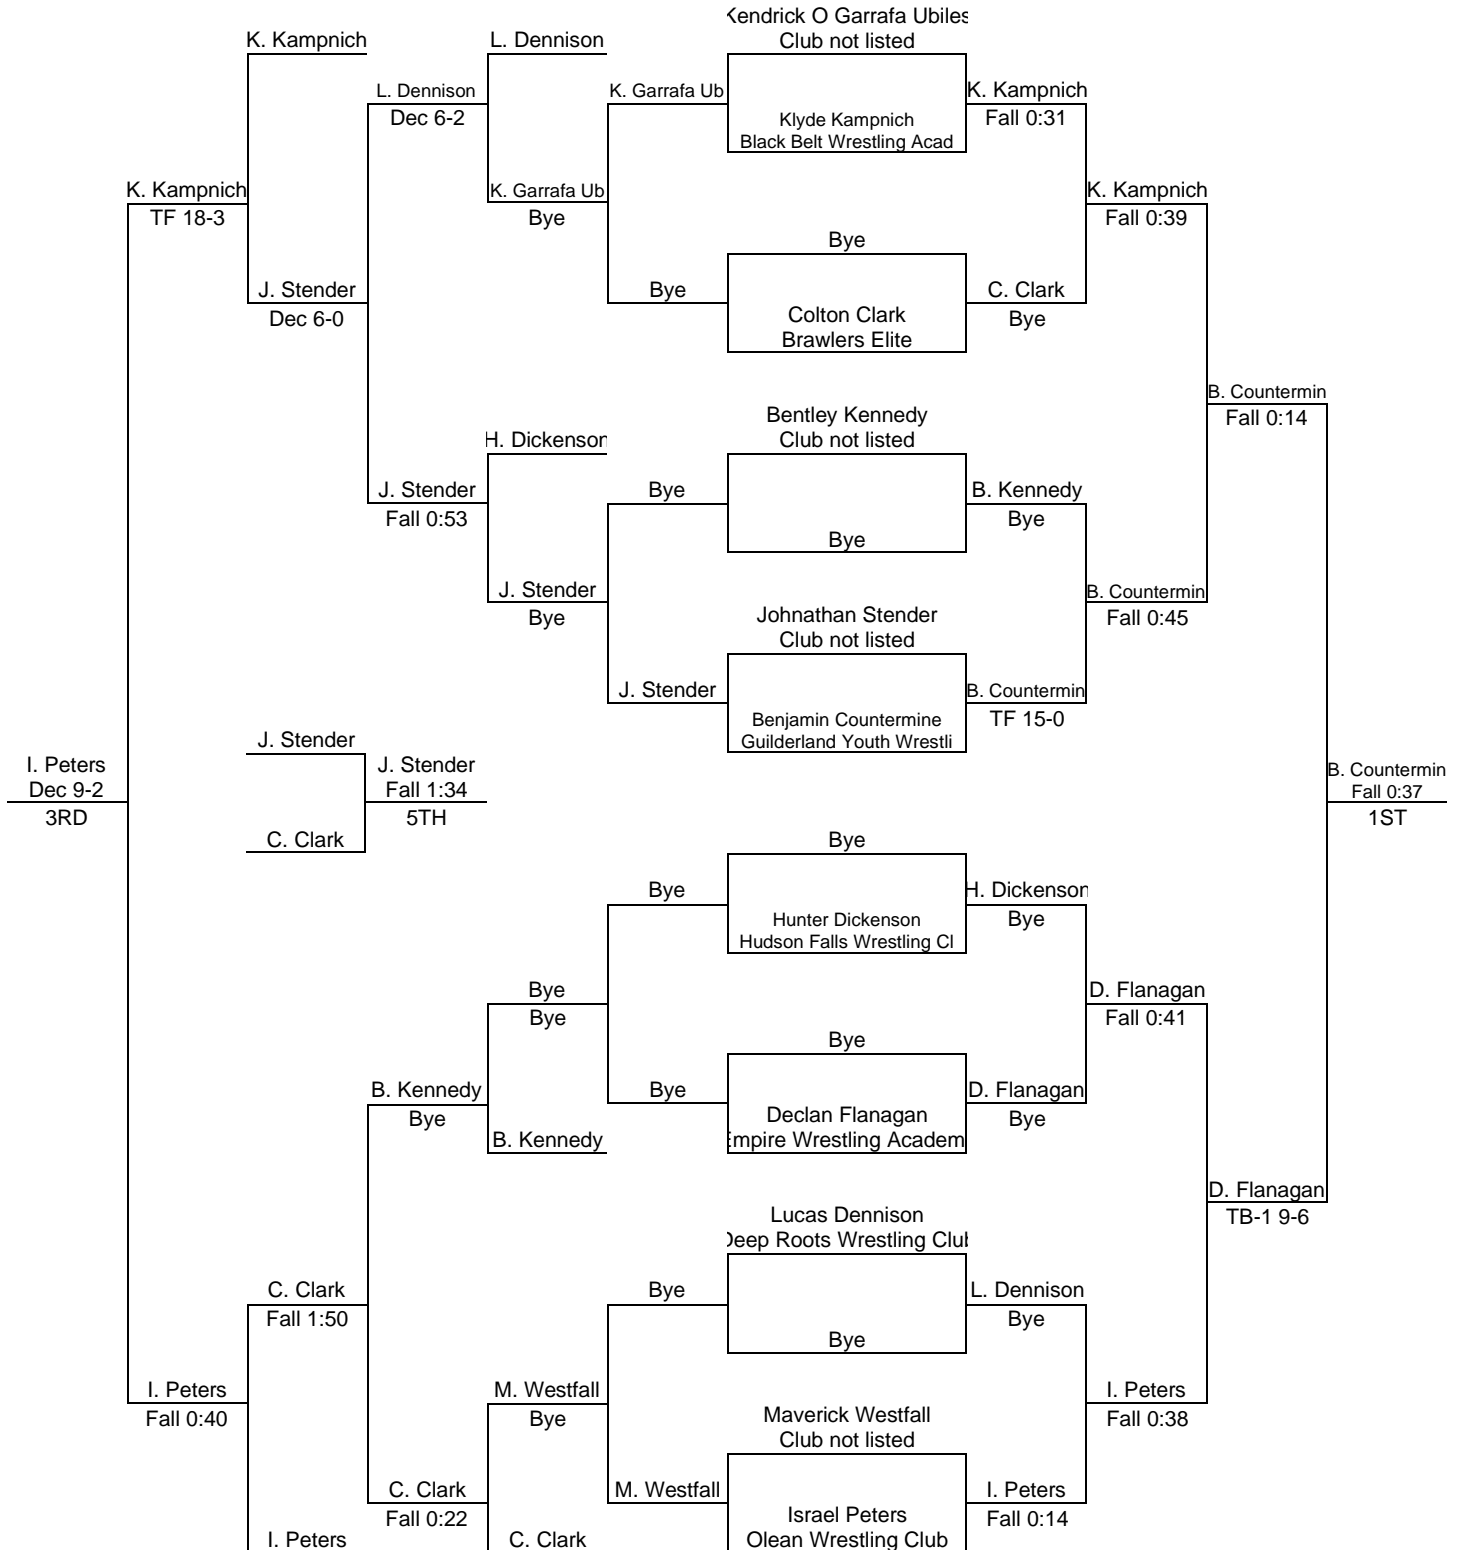 Kendrick O Garrafa Ubiles
K. Kampnich
L. Dennison
Club not listed
L. Dennison
K. Garrafa Ub
K. Kampnich
Dec 6-2
Klyde Kampnich
Fall 0:31
Black Belt Wrestling Acad
K. Kampnich
K. Garrafa Ub
K. Kampnich
TF 18-3
Bye
Fall 0:39
Bye
J. Stender
Bye
C. Clark
Dec 6-0
Colton Clark
Bye
Brawlers Elite
B. Countermin
Bentley Kennedy
Fall 0:14
H. Dickenson
Club not listed
J. Stender
Bye
B. Kennedy
Fall 0:53
Bye
Bye
J. Stender
B. Countermin
Bye
Johnathan Stender
Fall 0:45
Club not listed
J. Stender
B. Countermin
Benjamin Countermine
TF 15-0
J. Stender
Guilderland Youth Wrestli
I. Peters
J. Stender
B. Countermin
Dec 9-2
Fall 1:34
Fall 0:37
3RD
5TH
1ST
C. Clark
Bye
Bye
H. Dickenson
Hunter Dickenson
Bye
Hudson Falls Wrestling Cl
Bye
D. Flanagan
Bye
Fall 0:41
Bye
B. Kennedy
Bye
D. Flanagan
Bye
Declan Flanagan
Bye
B. Kennedy
Empire Wrestling Academ
D. Flanagan
Lucas Dennison
TB-1 9-6
Deep Roots Wrestling Club
C. Clark
Bye
L. Dennison
Fall 1:50
Bye
Bye
I. Peters
M. Westfall
I. Peters
Fall 0:40
Bye
Maverick Westfall
Fall 0:38
Club not listed
C. Clark
M. Westfall
I. Peters
Fall 0:22
Israel Peters
Fall 0:14
I. Peters
C. Clark
Olean Wrestling Club